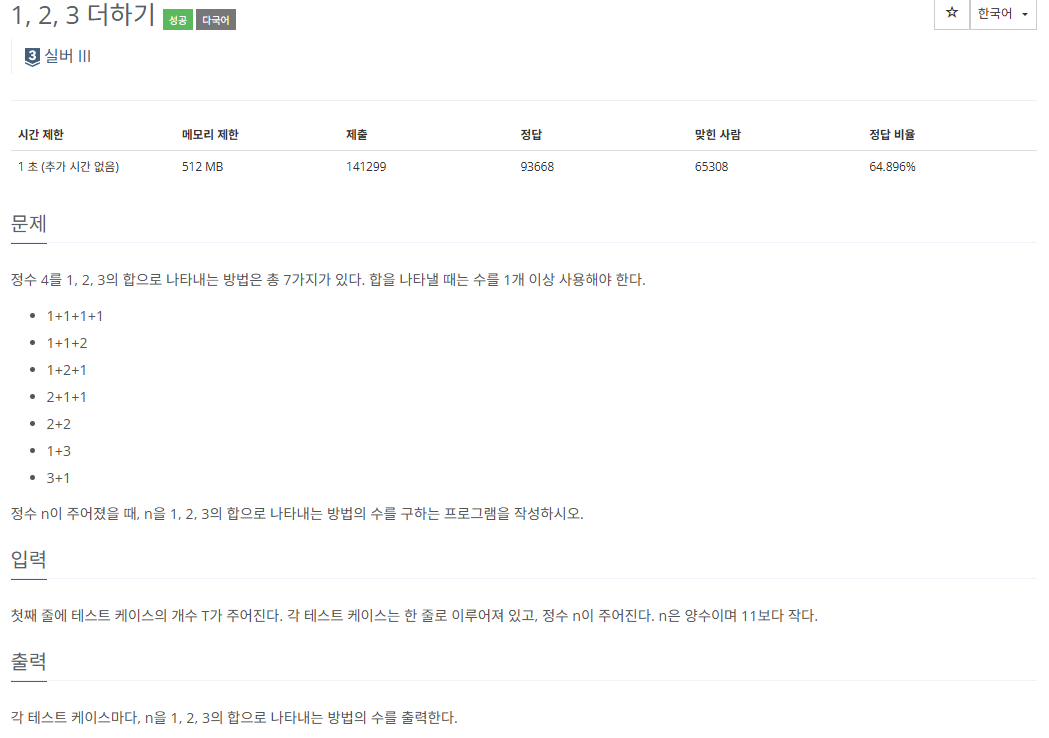 1, 2, 3 더하기 성공 다국어
☆ 한국어
3 실버 III
시간 제한 메모리 제한 제출 정답 맞힌 사람 정답 비율
1 초 (추가 시간 없음) 512 MB 141299 93668 65308 64.896%
문제
정수 4를 1, 2, 3의 합으로 나타내는 방법은 총 7가지가 있다. 합을 나타낼 때는 수를 1개 이상 사용해야 한다.
• 1+1+1+1
• 1+1+2
• 1+2+1
• 2+1+1
• 2+2
• 1+3
• 3+1
정수 n이 주어졌을 때, n을 1, 2, 3의 합으로 나타내는 방법의 수를 구하는 프로그램을 작성하시오.
입력
첫째 줄에 테스트 케이스의 개수 T가 주어진다. 각 테스트 케이스는 한 줄로 이루어져 있고, 정수 n이 주어진다. n은 양수이며 11보다 작다.
출력
각 테스트 케이스마다, n을 1, 2, 3의 합으로 나타내는 방법의 수를 출력한다.